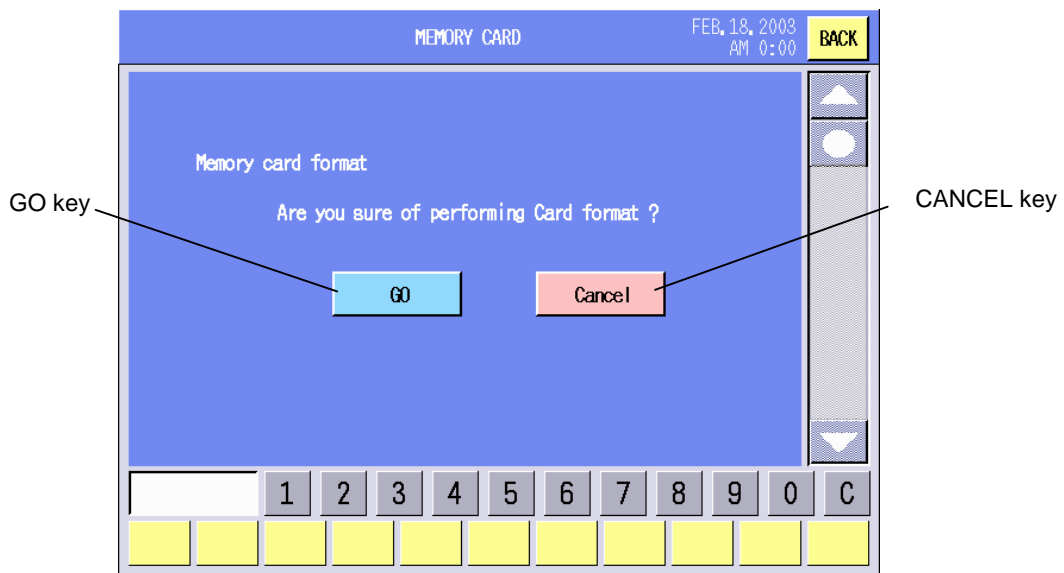 MEMORY CARD
FEB.18.2003
AM 0:00
BACK
Memory card format
Are you sure of performing Card format ?
GO key
CANCEL key
GO
Cancel
1 2 3 4 5 6 7 8 9 0 C